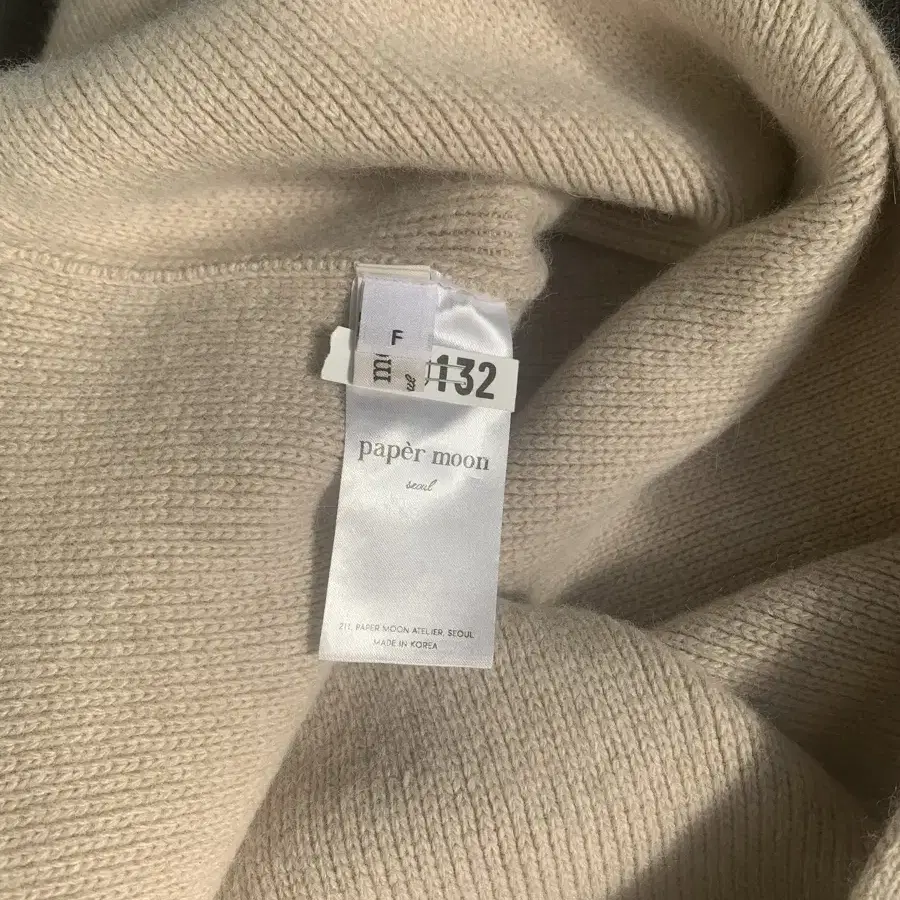 F
132
papèr moon
seoul
211, PAPER MOON ATELIER, SEOUL
MADE IN KOREA